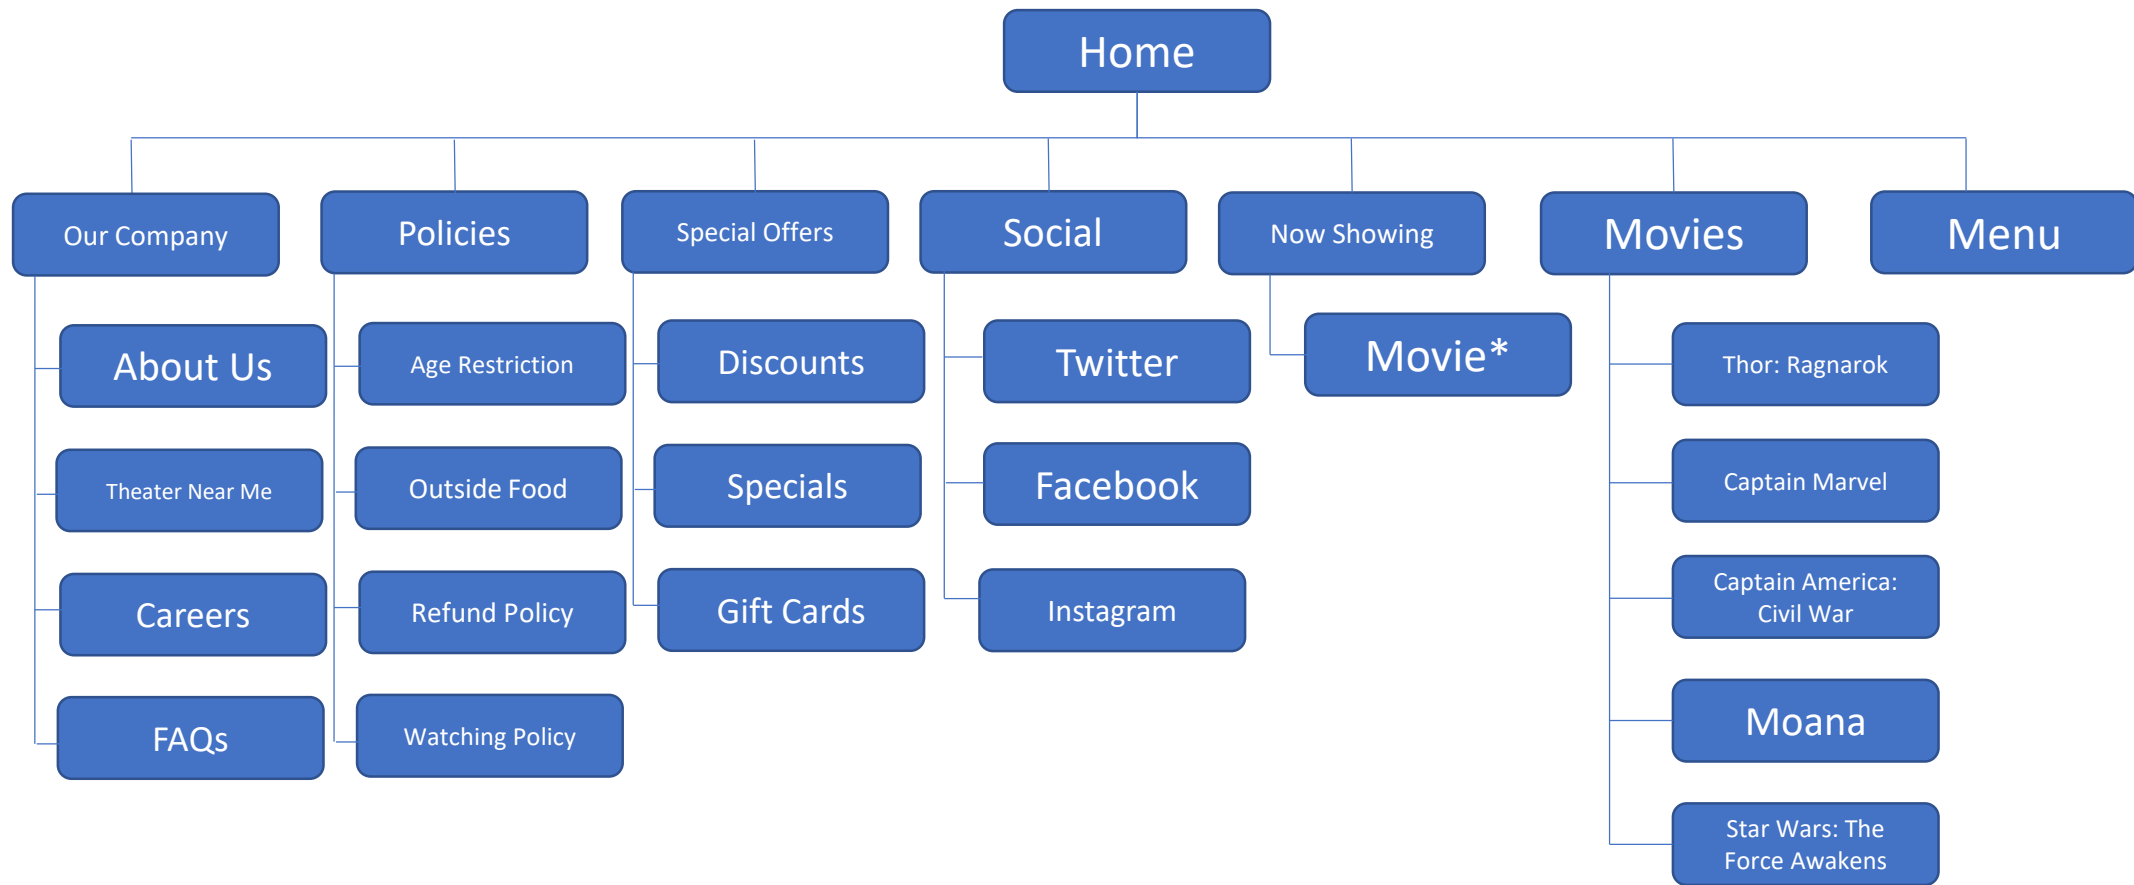 Home
Our Company
Policies
Special Offers
Social
Now Showing
Movies
Menu
About Us
Theater Near Me
Careers
FAQs
Age Restriction
Outside Food
Refund Policy
Watching Policy
Discounts
Specials
Gift Cards
Twitter
Facebook
Instagram
Movie*
Thor: Ragnarok
Captain Marvel
Captain America:
Civil War
Moana
Star Wars: The
Force Awakens